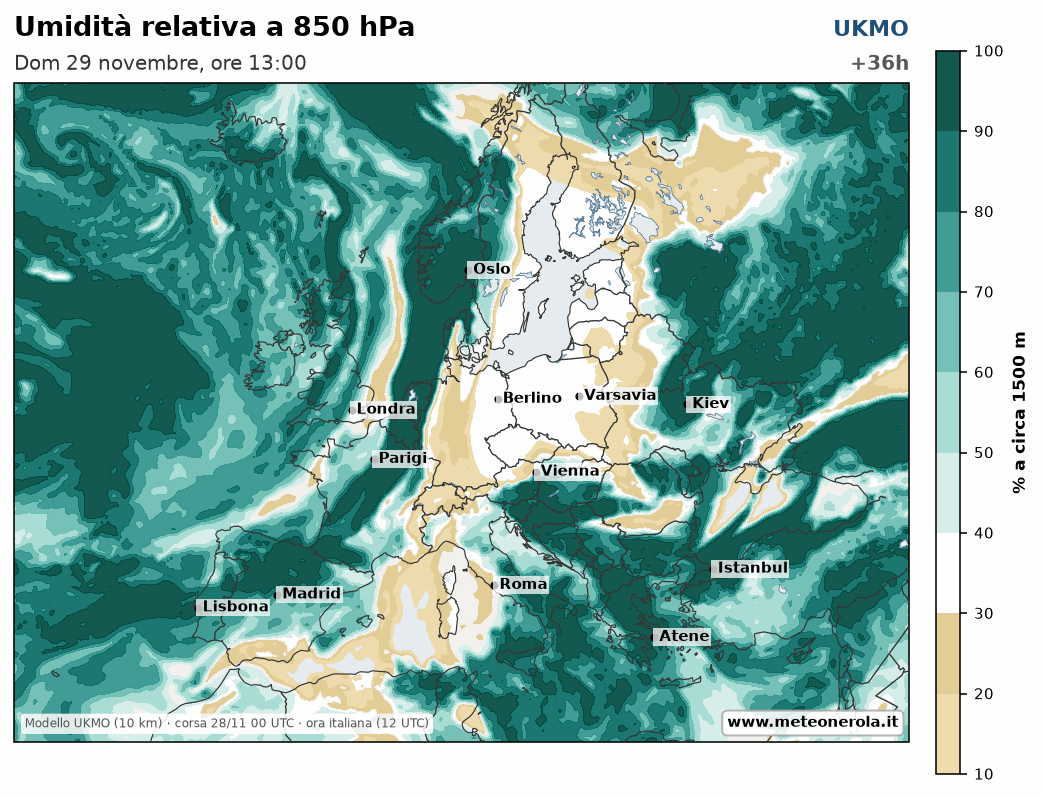 Umidità relativa a 850 hPa
UKMO
Dom 29 novembre, ore 13:00
+36h
100
90
80
70
60
50
40
30
20
10
% a circa 1500 m
Oslo
Berlino
Varsavia
Kiev
Londra
Parigi
Vienna
Istanbul
Roma
Madrid
Lisbona
Atene
Modello UKMO (10 km) · corsa 28/11 00 UTC · ora italiana (12 UTC)
www.meteonerola.it